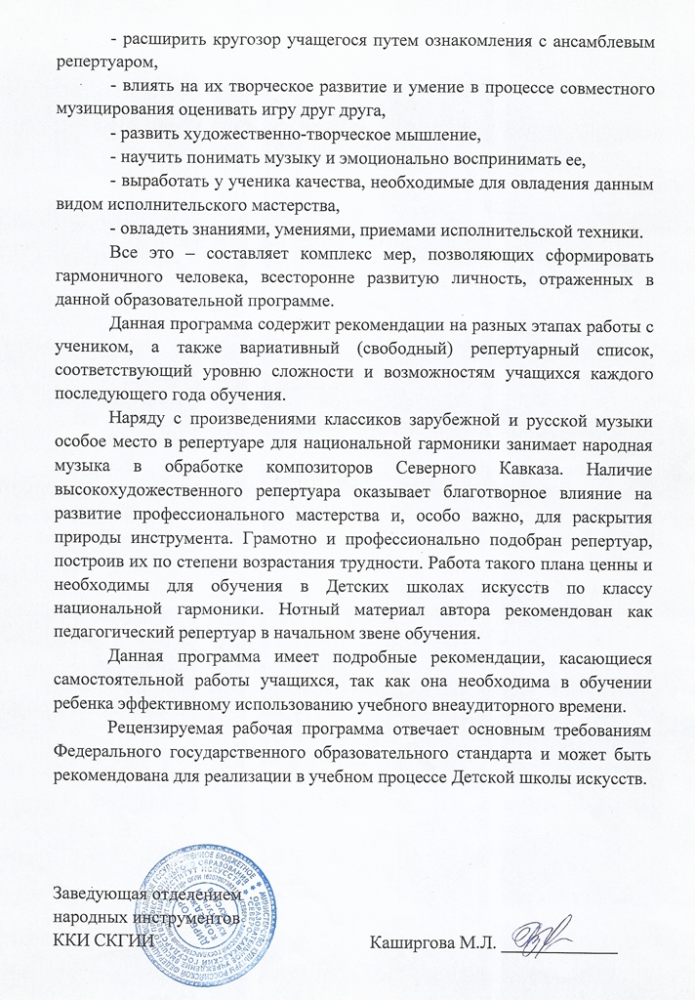 - расширить кругозор учащегося путем ознакомления с ансамблевым
репертуаром,
- влиять на их творческое развитие и умение в процессе совместного
музицирования оценивать игру друг друга,
- развить художественно-творческое мышление,
- научить понимать музыку и эмоционально воспринимать ее,
- выработать у ученика качества, необходимые для овладения данным
видом исполнительского мастерства,
- овладеть знаниями, умениями, приемами исполнительской техники.
Все это – составляет комплекс мер, позволяющих сформировать
гармоничного человека, всесторонне развитую личность, отраженных в
данной образовательной программе.
Данная программа содержит рекомендации на разных этапах работы с
учеником, а также вариативный (свободный) репертуарный список,
соответствующий уровню сложности и возможностям учащихся каждого
последующего года обучения.
Наряду с произведениями классиков зарубежной и русской музыки
особое место в репертуаре для национальной гармоники занимает народная
музыка в обработке композиторов Северного Кавказа. Наличие
высокохудожественного репертуара оказывает благотворное влияние на
развитие профессионального мастерства и, особо важно, для раскрытия
природы инструмента. Грамотно и профессионально подобран репертуар,
построив их по степени возрастания трудности. Работа такого плана ценны и
необходимы для обучения в Детских школах искусств по классу
национальной гармоники. Нотный материал автора рекомендован как
педагогический репертуар в начальном звене обучения.
Данная программа имеет подробные рекомендации, касающиеся
самостоятельной работы учащихся, так как она необходима в обучении
ребенка эффективному использованию учебного внеаудиторного времени.
Рецензируемая рабочая программа отвечает основным требованиям
Федерального государственного образовательного стандарта и может быть
рекомендована для реализации в учебном процессе Детской школы искусств.
Заведующая отделением
народных инструментов
ККИ СКГИИ
Каширгова М.Л.